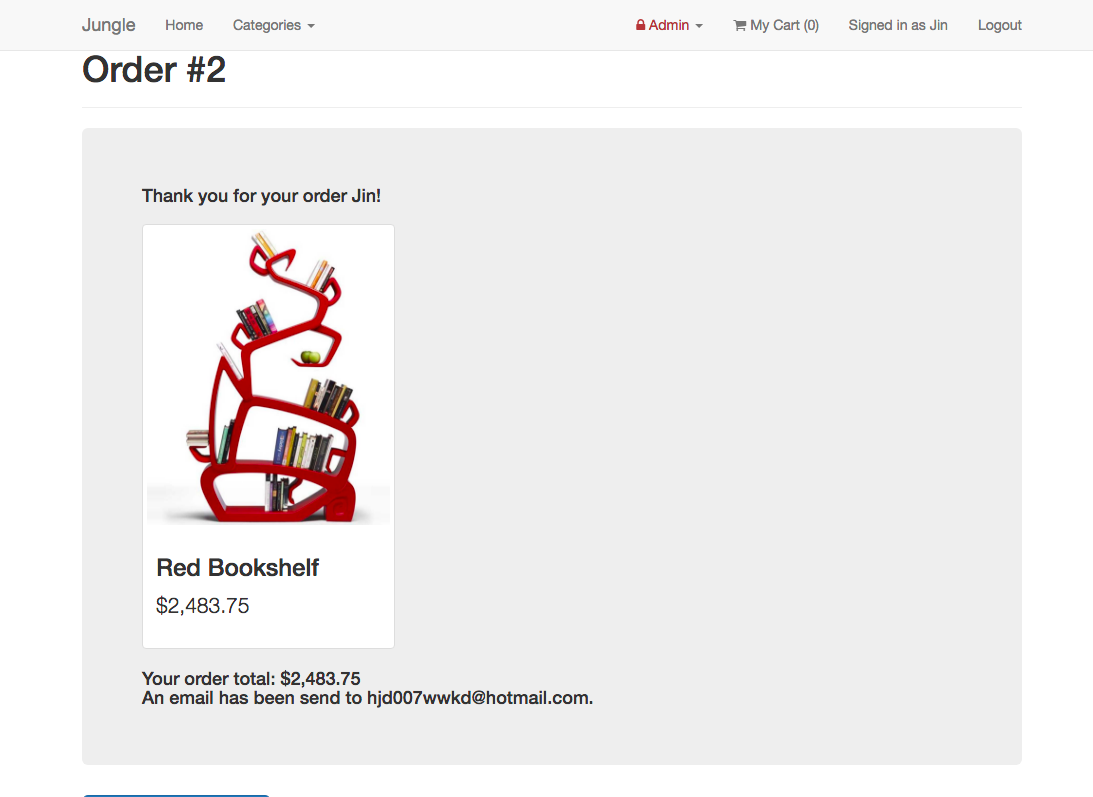 Jungle Home Categories Admin My Cart (0) Signed in as Jin Logout
Order #2
Thank you for your order Jin!
Red Bookshelf
$2,483.75
Your order total: $2,483.75
An email has been send to hjd007wwkd@hotmail.com.